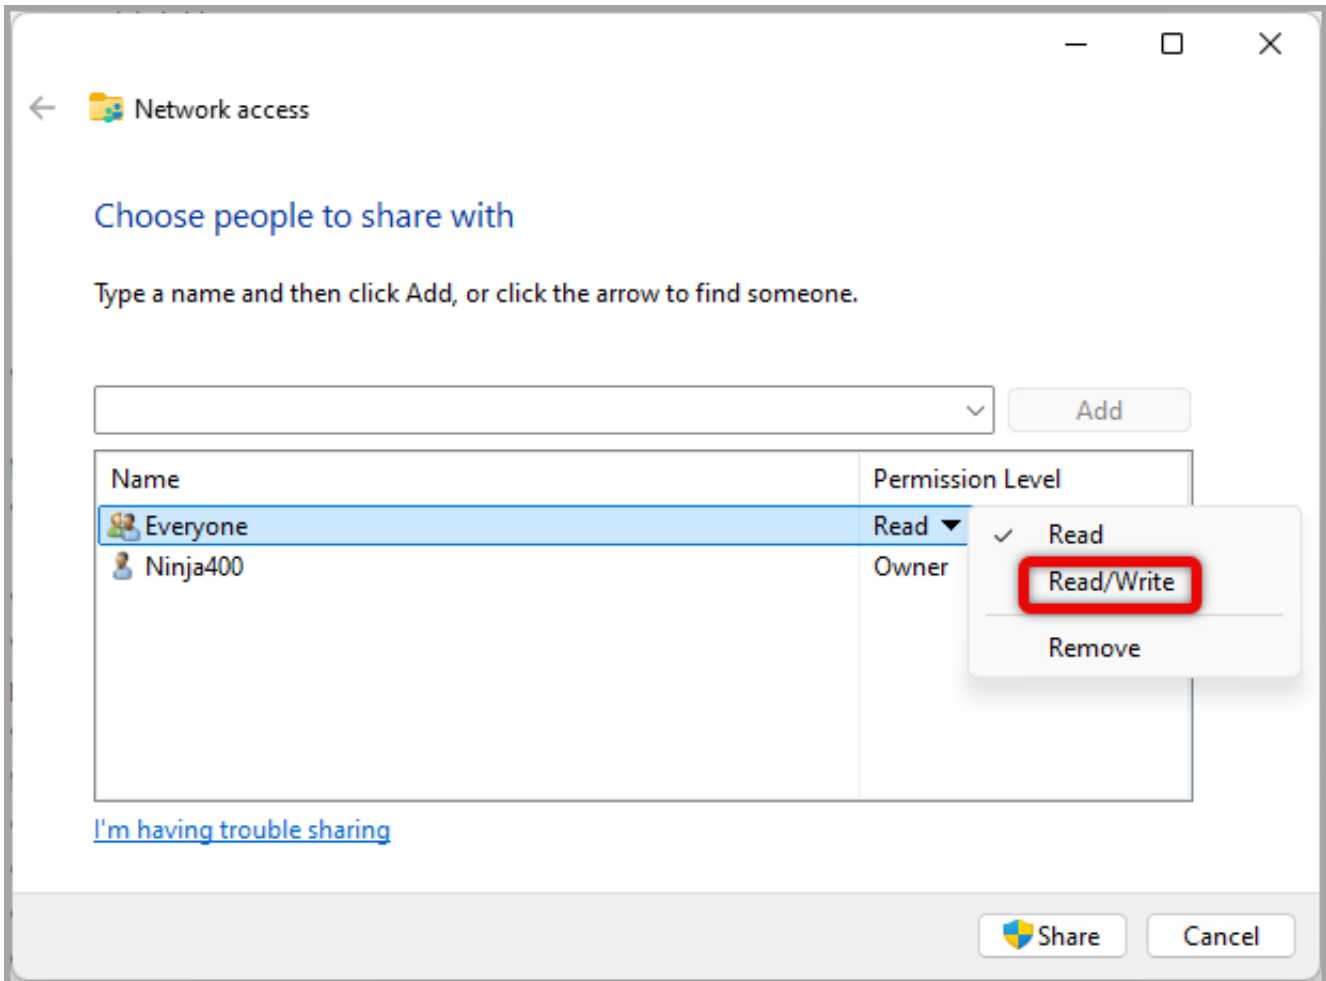 Network access
Choose people to share with
Type a name and then click Add, or click the arrow to find someone.
Add
Name Permission Level
Everyone Read
Ninja400 Owner
Read
Read/Write
Remove
I'm having trouble sharing
Share Cancel